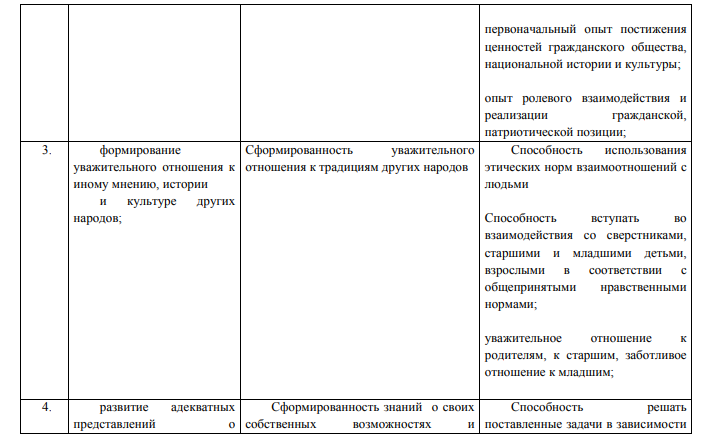 первоначальный опыт постижения
ценностей гражданского общества,
национальной истории и культуры;
опыт ролевого взаимодействия и
реализации гражданской,
патриотической позиции;
3.
формирование
уважительного отношения к
иному мнению, истории
и культуре других
народов;
Сформированность уважительного
отношения к традициям других народов
Способность использования
этических норм взаимоотношений с
людьми
Способность вступать во
взаимодействия со сверстниками,
старшими и младшими детьми,
взрослыми в соответствии с
общепринятыми нравственными
нормами;
уважительное отношение к
родителям, к старшим, заботливое
отношение к младшим;
4.
развитие адекватных
представлений о
Сформированность знаний о своих
собственных возможностях и
Способность решать
поставленные задачи в зависимости